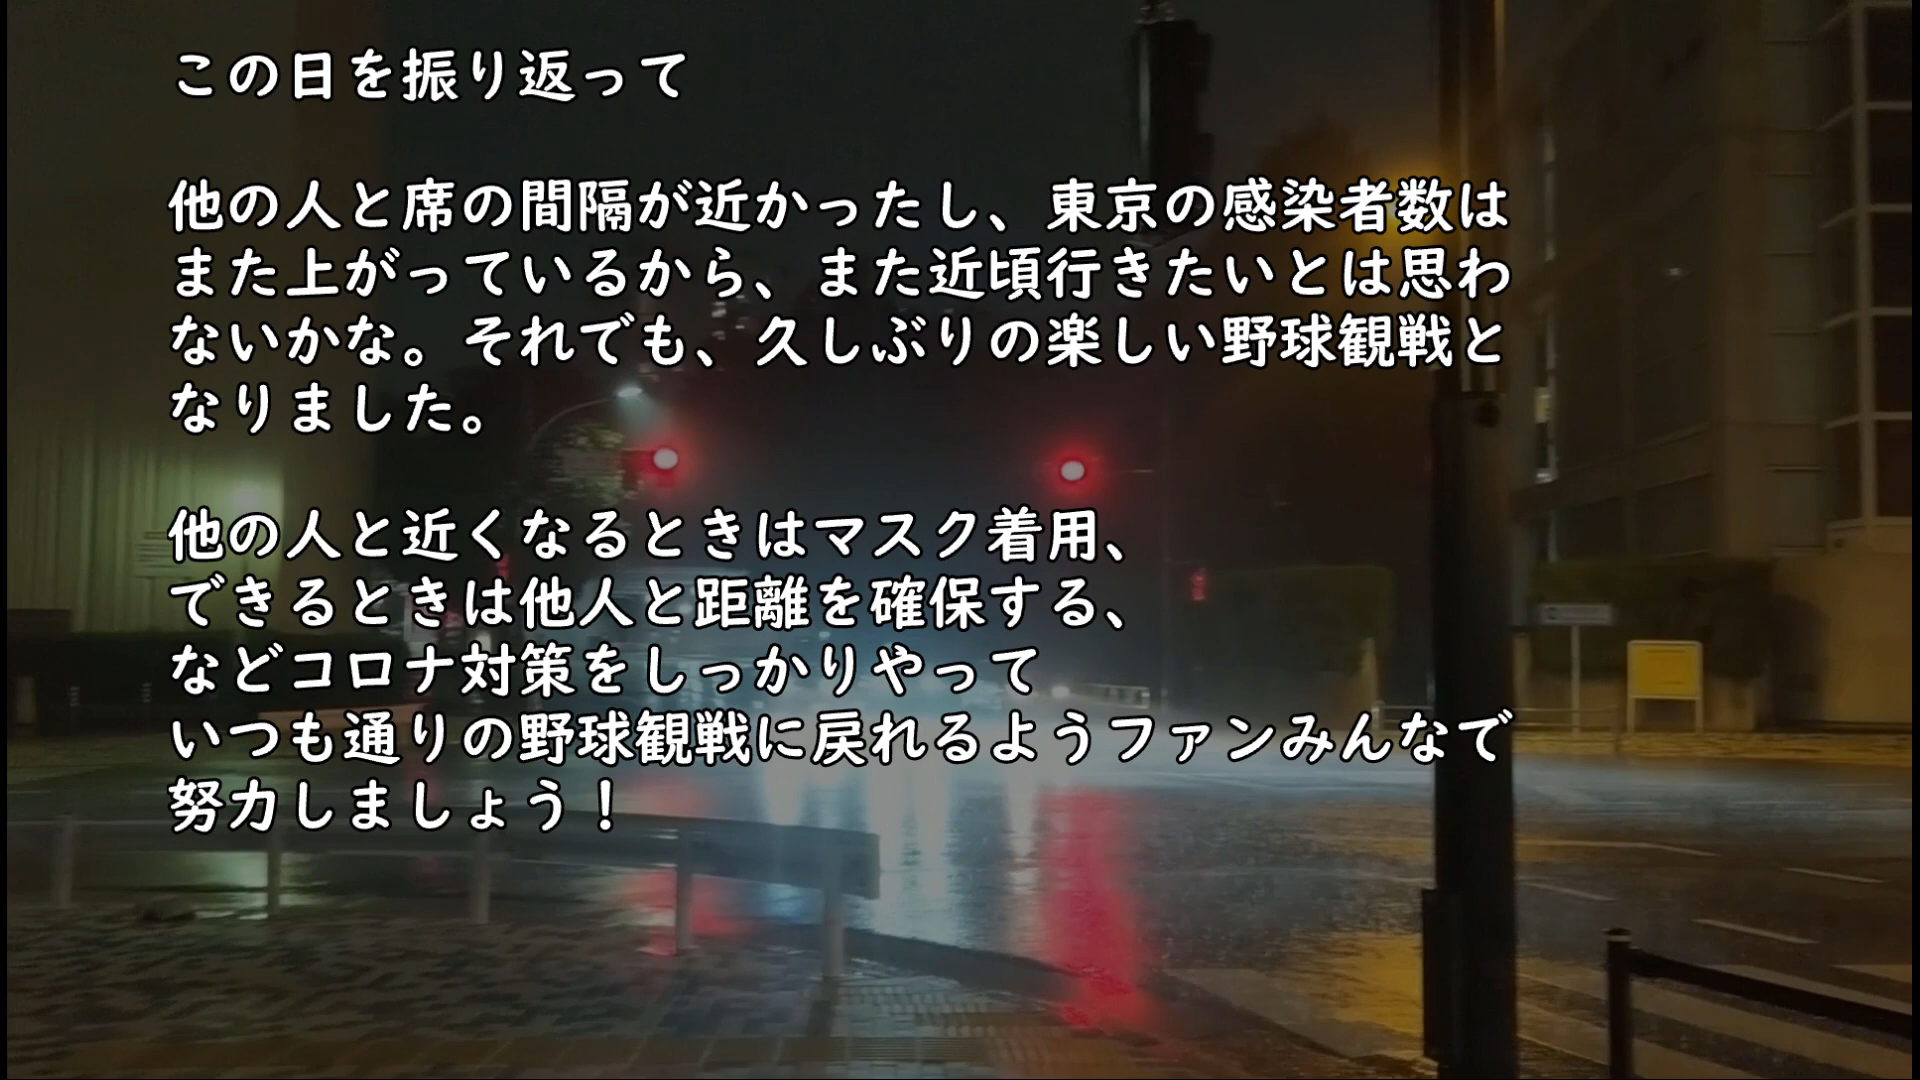 この日を振り返って
他の人と席の間隔が近かったし、東京の感染者数は
また上がっているから、また近頃行きたいとは思わ
ないかな。それでも、久しぶりの楽しい野球観戦と
なりました。
他の人と近くなるときはマスク着用、
できるときは他人と距離を確保する、
などコロナ対策をしっかりやって
いつも通りの野球観戦に戻れるようファンみんなで
努力しましょう！